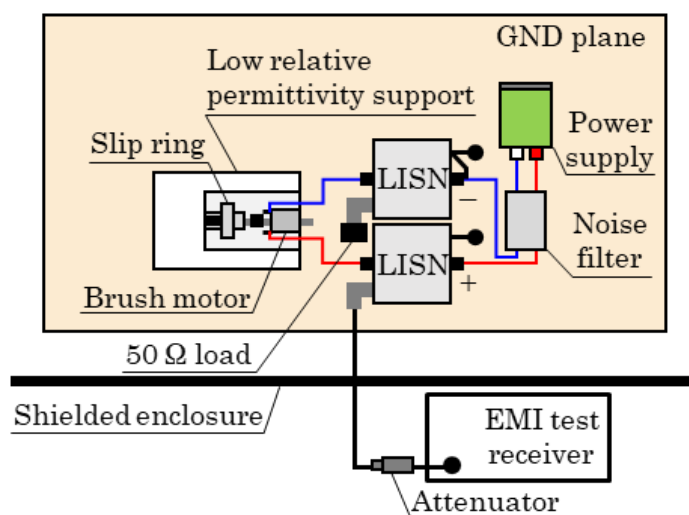 GND plane
Low relative
permittivity support
Slip ring
Power
supply
LISN
−
LISN
+
Noise
filter
Brush motor
50 Ω load
Shielded enclosure
EMI test
receiver
Attenuator